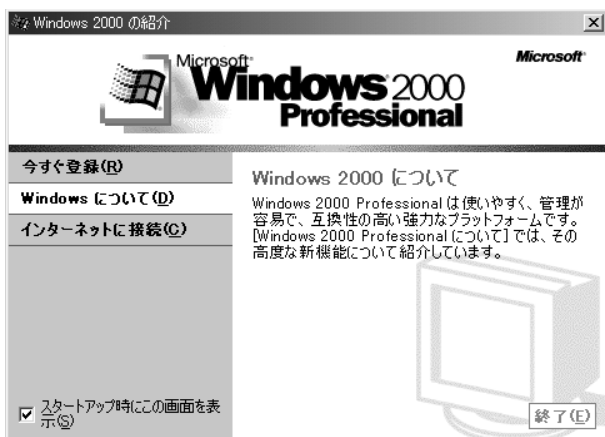 Windows 2000 の紹介
Microsoft
Microsoft
Windows 2000
Professional
今すぐ登録(R)
Windows について(D)
インターネットに接続(C)
Windows 2000 について
Windows 2000 Professional は使いやすく、管理が
容易で、互換性の高い強力なプラットフォームです。
[Windows 2000 Professional について] では、その
高度な新機能について紹介しています。
スタートアップ時にこの画面を表
示(S)
終了(E)